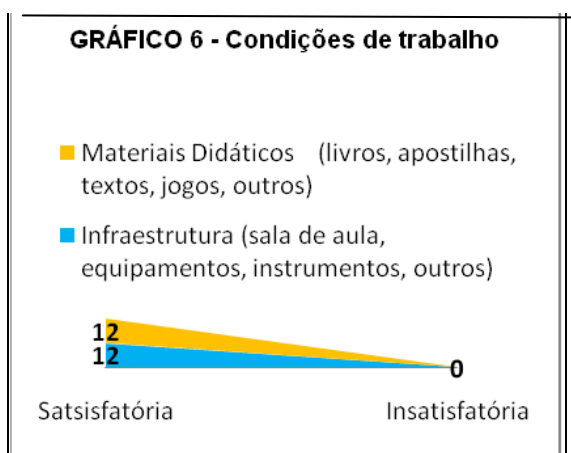 GRÁFICO 6 - Condições de trabalho
Materiais Didáticos (livros, apostilhas,
textos, jogos, outros)
Infraestrutura (sala de aula,
equipamentos, instrumentos, outros)
12
12
0
Satsisfatória Insatisfatória